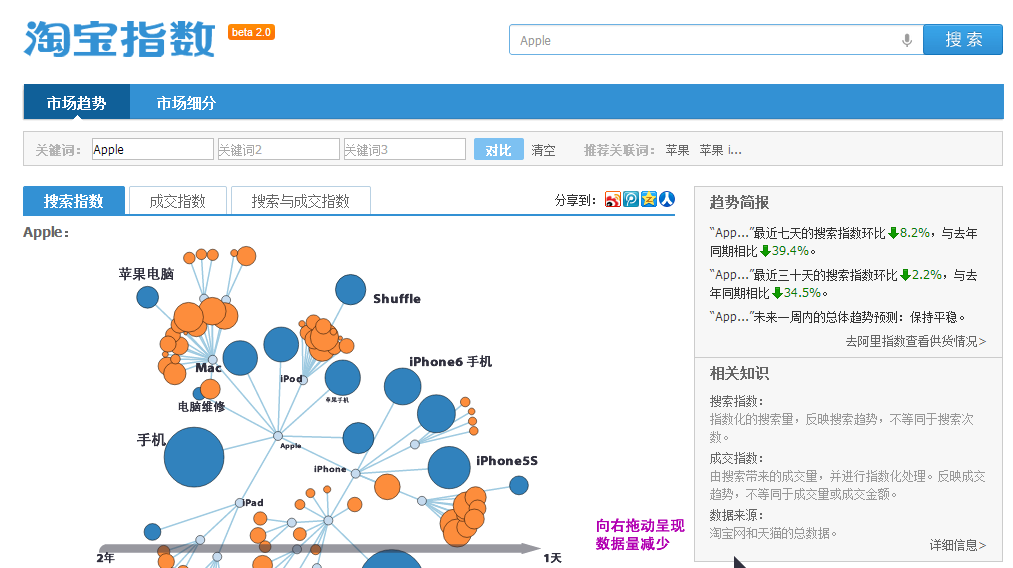 淘宝指数 beta 2.0
Apple 搜索
市场趋势 市场细分
关键词: Apple 关键词2 关键词3 对比 清空 推荐关联词: 苹果 苹果 i...
搜索指数 成交指数 搜索与成交指数 分享到:
Apple:
苹果电脑
Shuffle
Mac
iPod
iPhone6 手机
苹果手机
电脑维修
手机
Apple
iPhone
iPhone5S
iPad
向右拖动呈现
数据量减少
2年 1天
趋势简报
“App...”最近七天的搜索指数环比8.2%，与去年
同期相比39.4%。
“App...”最近三十天的搜索指数环比2.2%，与去
年同期相比34.5%。
“App...”未来一周内的总体趋势预测：保持平稳。
去阿里指数查看供货情况>
相关知识
搜索指数:
指数化的搜索量，反映搜索趋势，不等同于搜索次
数。
成交指数:
由搜索带来的成交量，并进行指数化处理。反映成交
趋势，不等同于成交量或成交金额。
数据来源:
淘宝网和天猫的总数据。
详细信息>